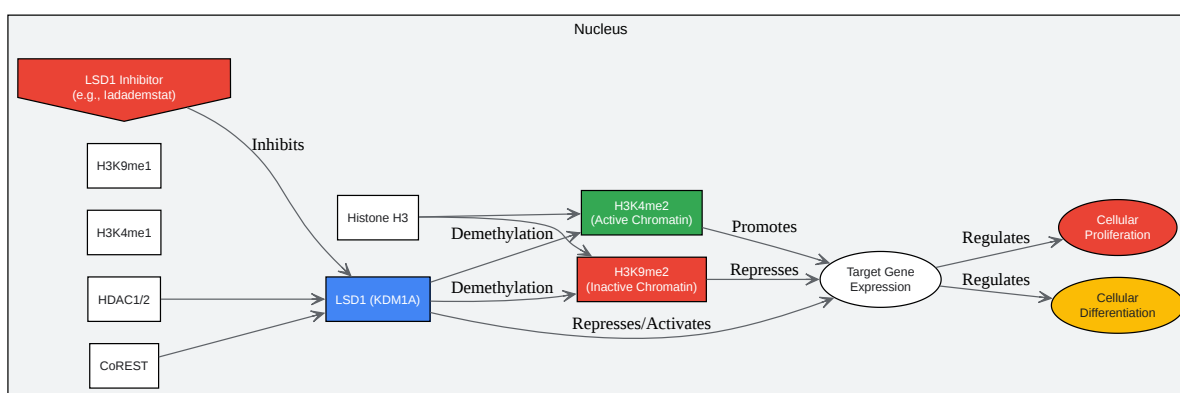 Nucleus
LSD1 Inhibitor
(e.g., Iadademstat)
Inhibits
H3K9me1
H3K4me1
HDAC1/2
CoREST
Histone H3
LSD1 (KDM1A)
Demethylation
Demethylation
Represses/Activates
H3K4me2
(Active Chromatin)
H3K9me2
(Inactive Chromatin)
Promotes
Represses
Target Gene
Expression
Regulates
Regulates
Cellular
Proliferation
Cellular
Differentiation